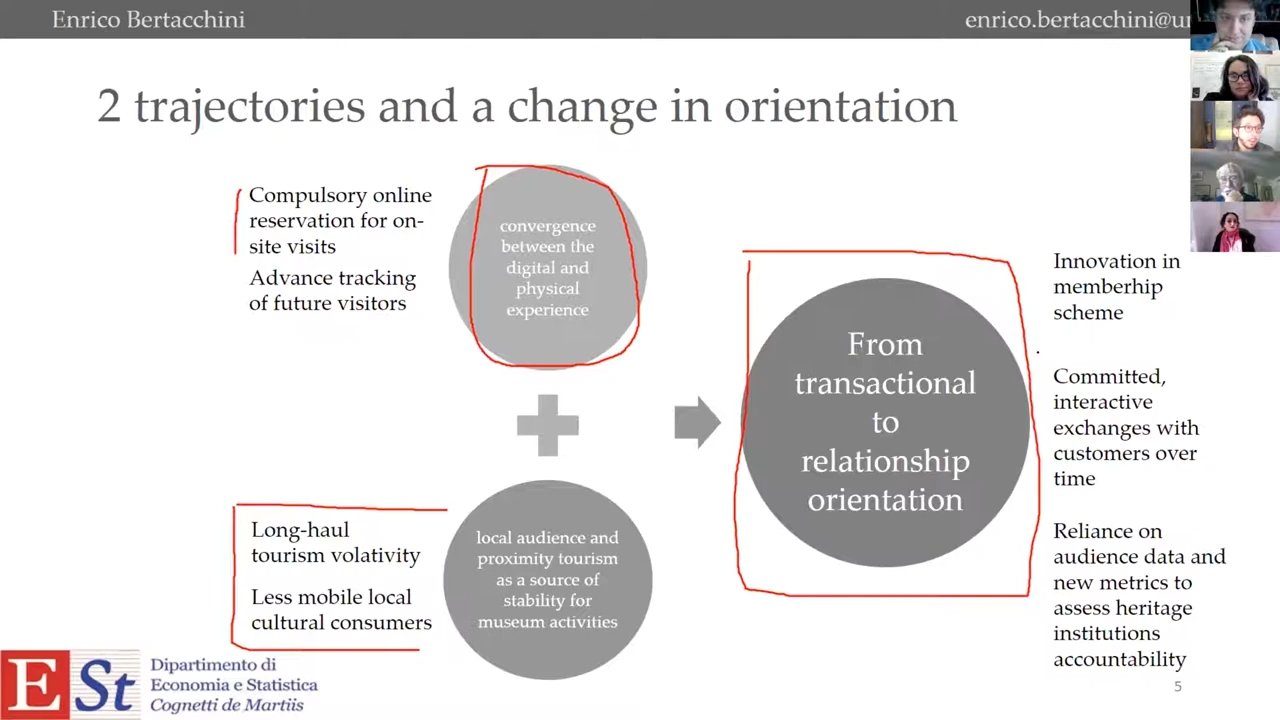 Enrico Bertacchini
enrico.bertacchini@u
2 trajectories and a change in orientation
Compulsory online
reservation for on-
site visits
Advance tracking
of future visitors
convergence
between the
digital and
physical
experience
Long-haul
tourism volativity
Less mobile local
cultural consumers
local audience and
proximity tourism
as a source of
stability for
museum activities
From
transactional
to
relationship
orientation
Innovation in
memberhip
scheme
Committed,
interactive
exchanges with
customers over
time
Reliance on
audience data and
new metrics to
assess heritage
institutions
accountability
ESt
Dipartimento di
Economia e Statistica
Cognetti de Martiis
5